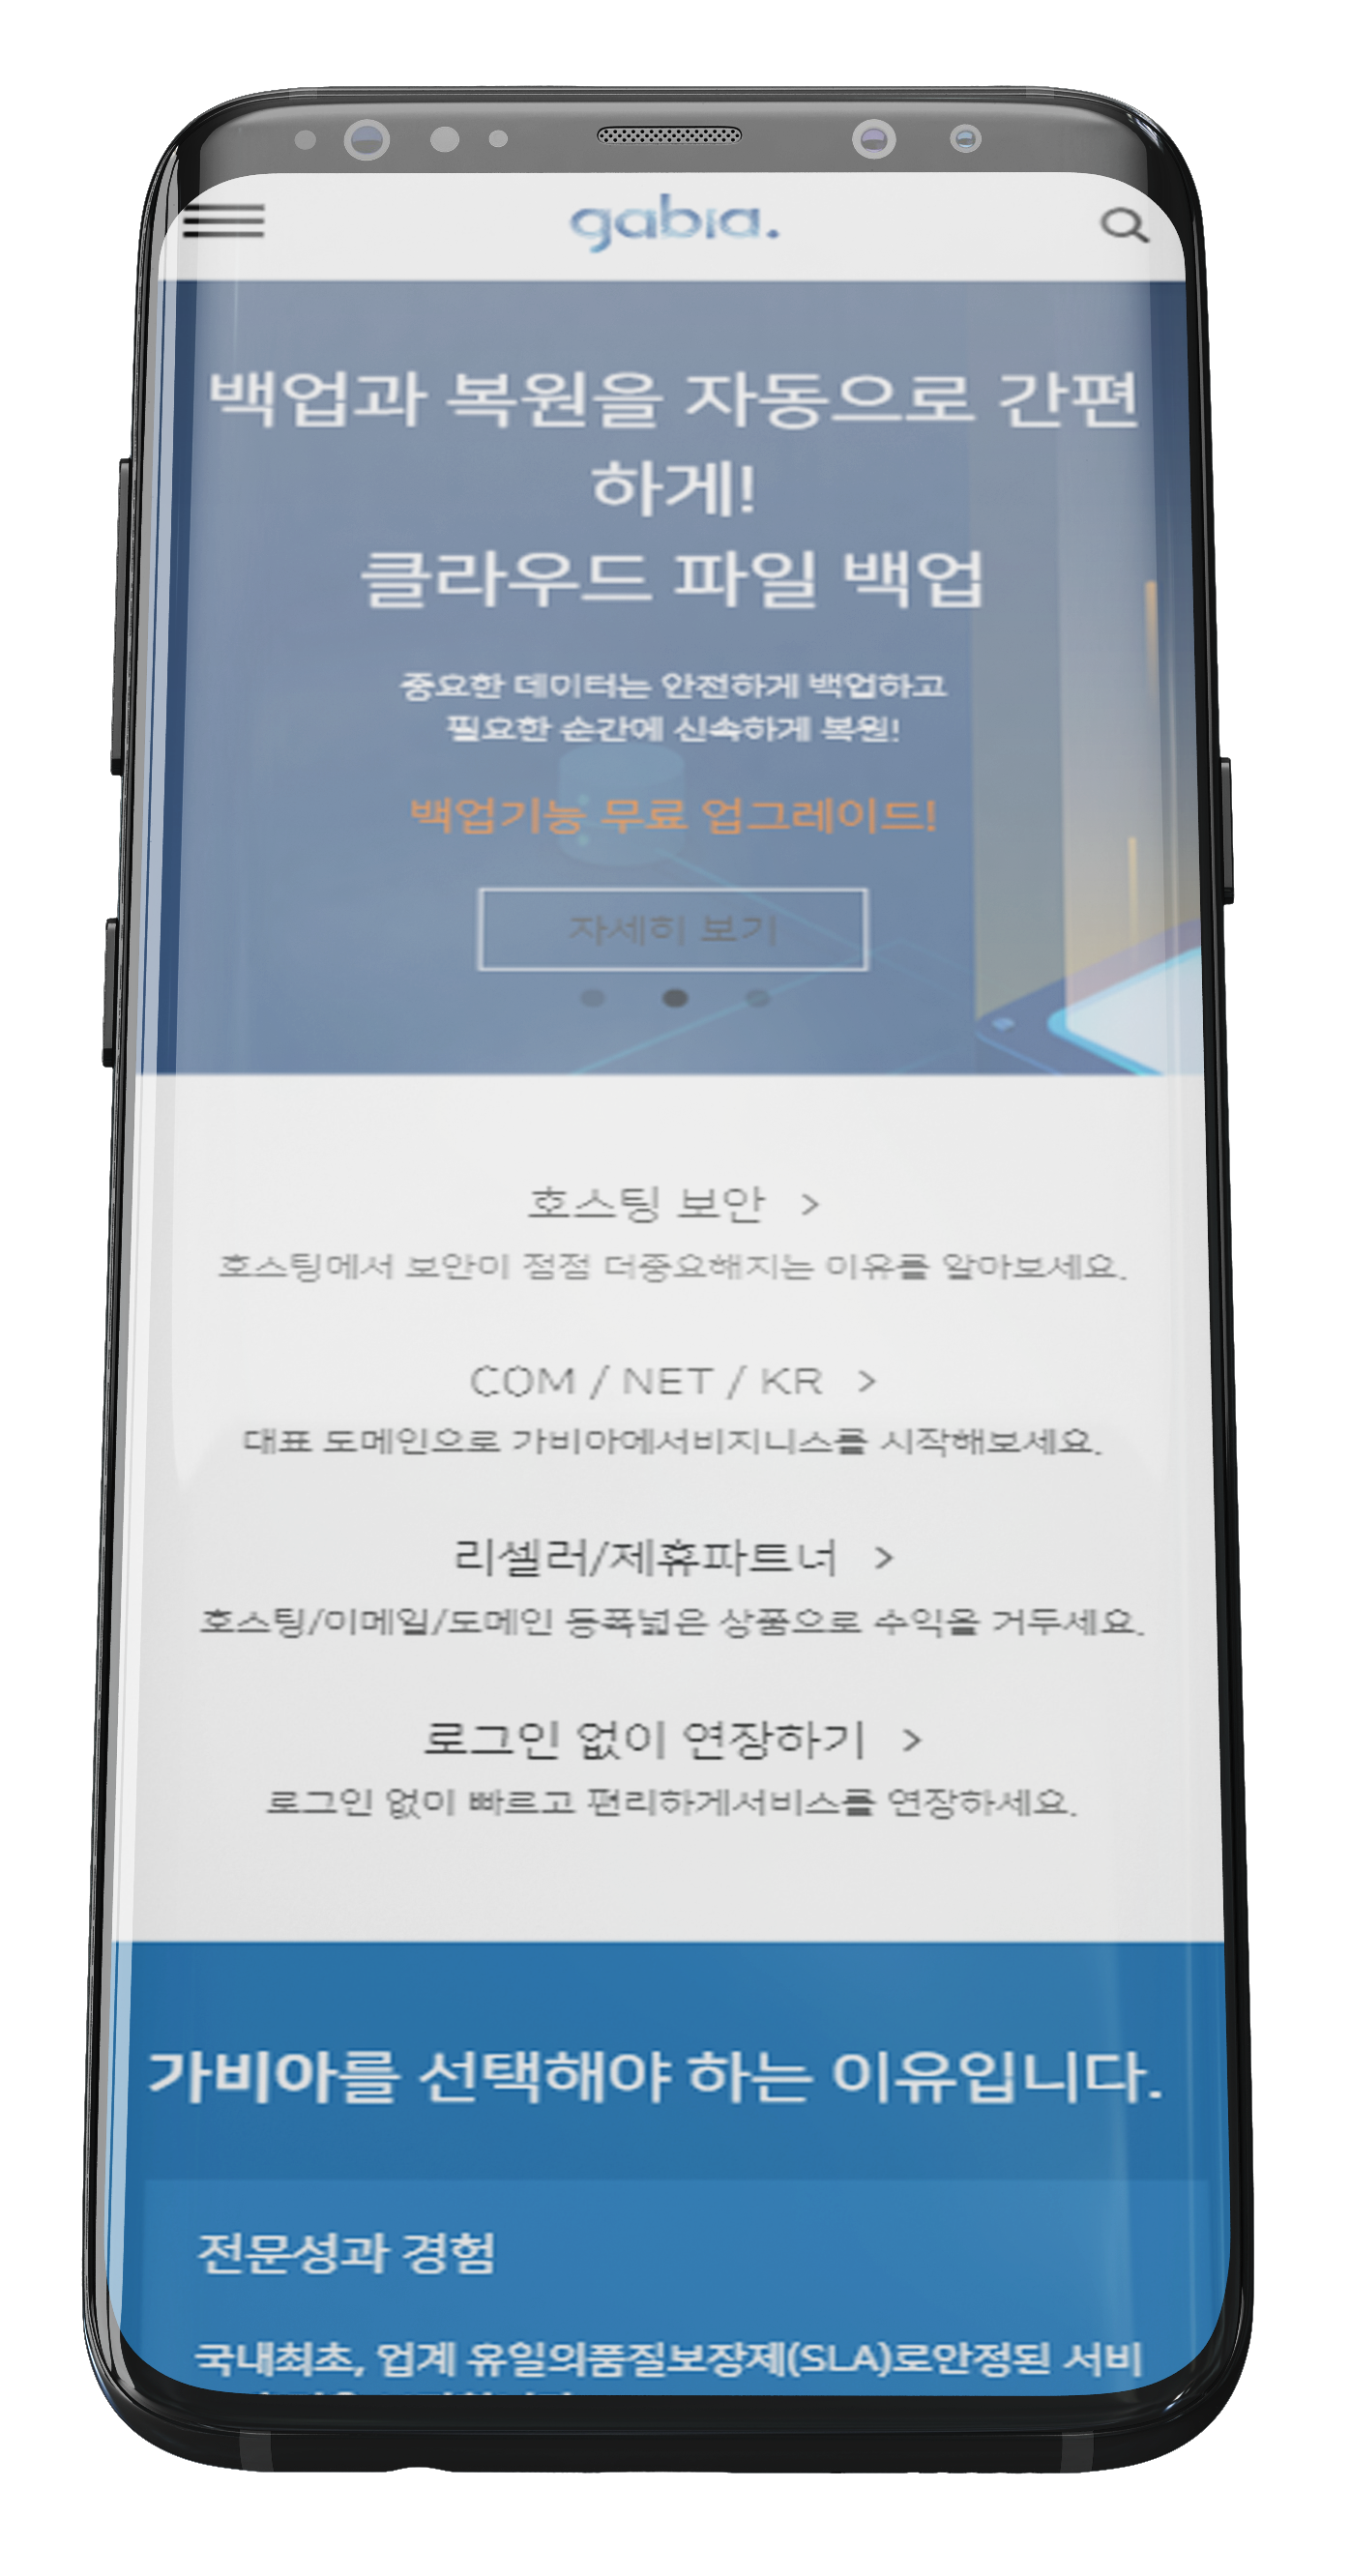 gabia.
백업과 복원을 자동으로 간편
하게!
클라우드 파일 백업
중요한 데이터는 안전하게 백업하고
필요한 순간에 신속하게 복원!
백업기능 무료 업그레이드!
자세히 보기
호스팅 보안 >
호스팅에서 보안이 점점 더중요해지는 이유를 알아보세요.
COM / NET / KR >
대표 도메인으로 가비아에서비지니스를 시작해보세요.
리셀러/제휴파트너 >
호스팅/이메일/도메인 등폭넓은 상품으로 수익을 거두세요.
로그인 없이 연장하기 >
로그인 없이 빠르고 편리하게서비스를 연장하세요.
가비아를 선택해야 하는 이유입니다.
전문성과 경험
국내최초, 업계 유일의품질보장제(SLA)로안정된 서비